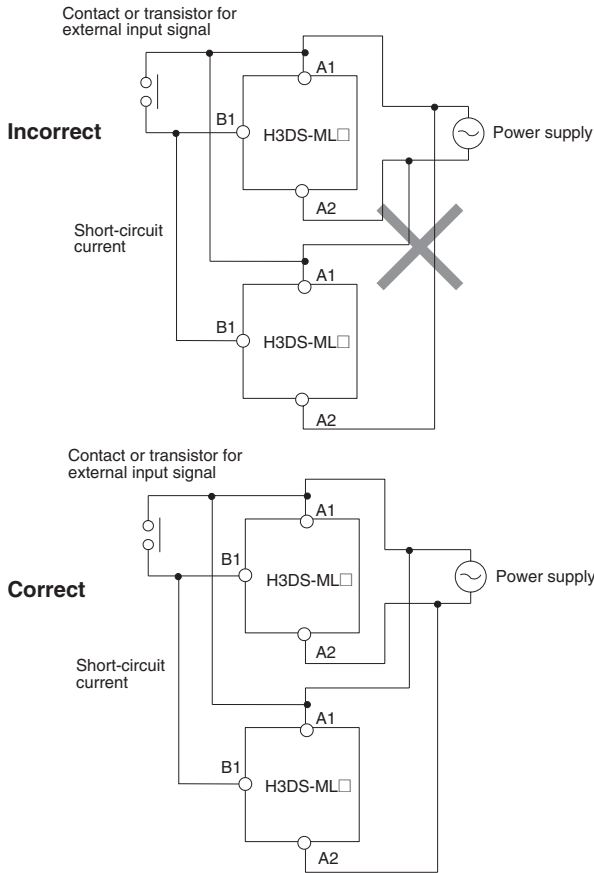 Contact or transistor for
external input signal
A1
B1
Incorrect
H3DS-ML□
Power supply
A2
Short-circuit
current
A1
B1
H3DS-ML□
A2
Contact or transistor for
external input signal
A1
B1
H3DS-ML□
Power supply
Correct
A2
Short-circuit
current
A1
B1
H3DS-ML□
A2